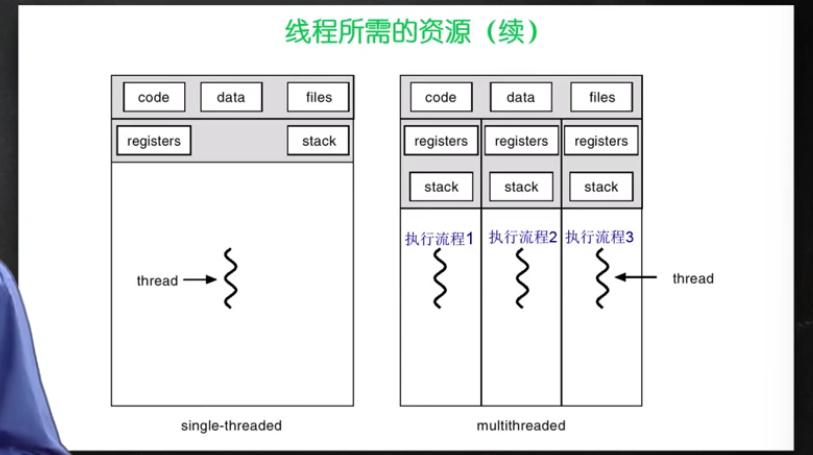 线程所需的资源（续）
code data files
registers stack
thread
single-threaded
code data files
registers registers registers
stack stack stack
执行流程1 执行流程2 执行流程3
thread
multithreaded